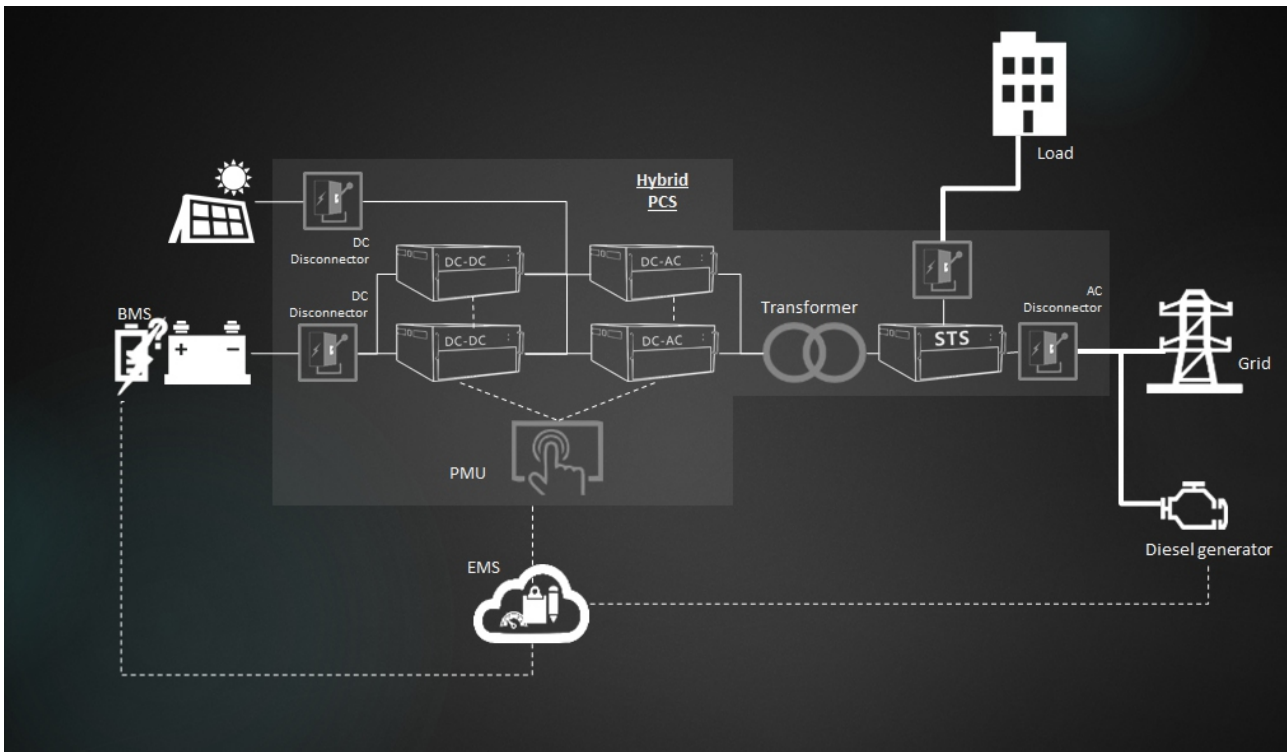 Load
Hybrid
PCS
DC
Disconnector
DC-DC
DC-AC
AC
Disconnector
Transformer
BMS
DC
Disconnector
DC-DC
DC-AC
STS
Grid
PMU
EMS
Diesel generator